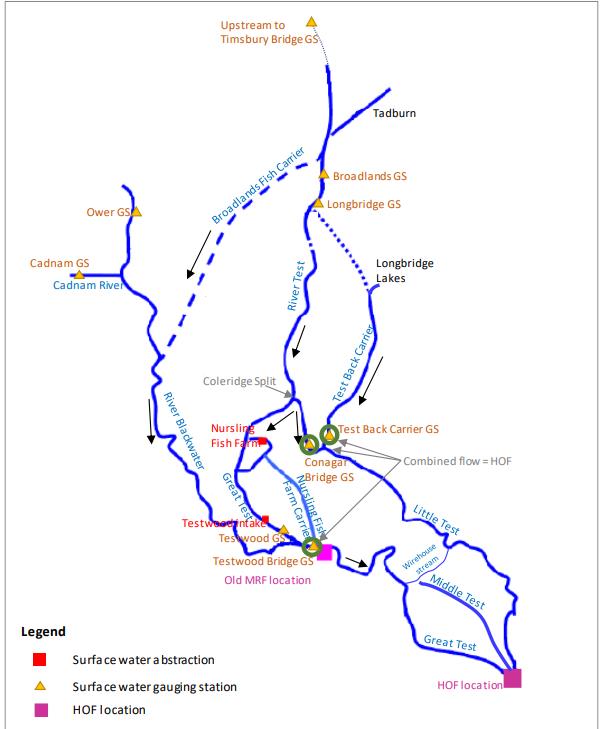 Upstream to
Timsbury Bridge GS
Tadburn
Broadlands Fish Carrier
Broadlands GS
Longbridge GS
Ower GS
Cadnam GS
Cadnam River
Longbridge
Lakes
River Test
Test Back Carrier
Coleridge Split
River Blackwater
Nursling
Fish Farm
Test Back Carrier GS
Conagar
Bridge GS
Combined flow = HOF
Great Test
Nursling Fish
Farm Carrier
Testwood Intake
Testwood GS
Testwood Bridge GS
Old MRF location
Little Test
Wirehouse
stream
Middle Test
Great Test
HOF location
Legend
Surface water abstraction
Surface water gauging station
HOF location